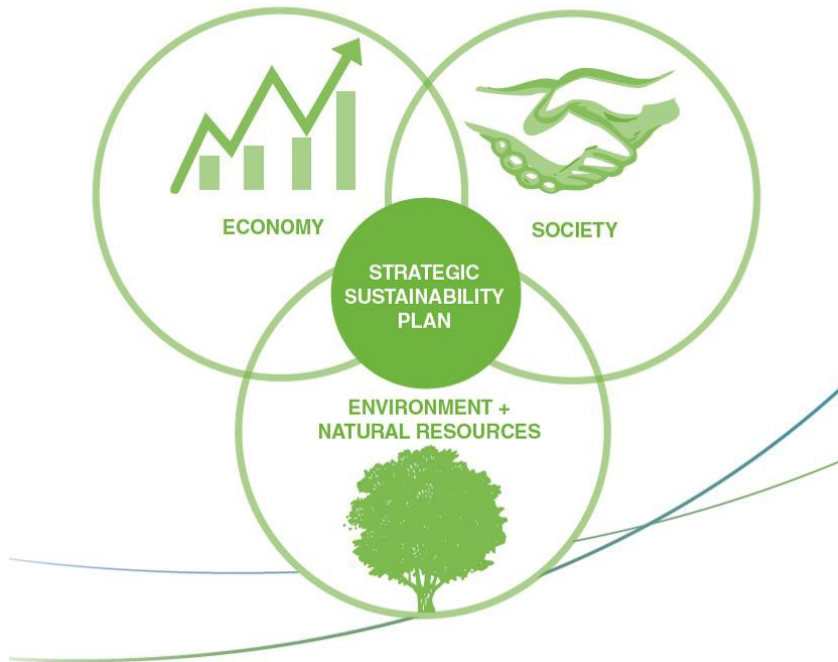 ECONOMY
SOCIETY
STRATEGIC
SUSTAINABILITY
PLAN
ENVIRONMENT +
NATURAL RESOURCES